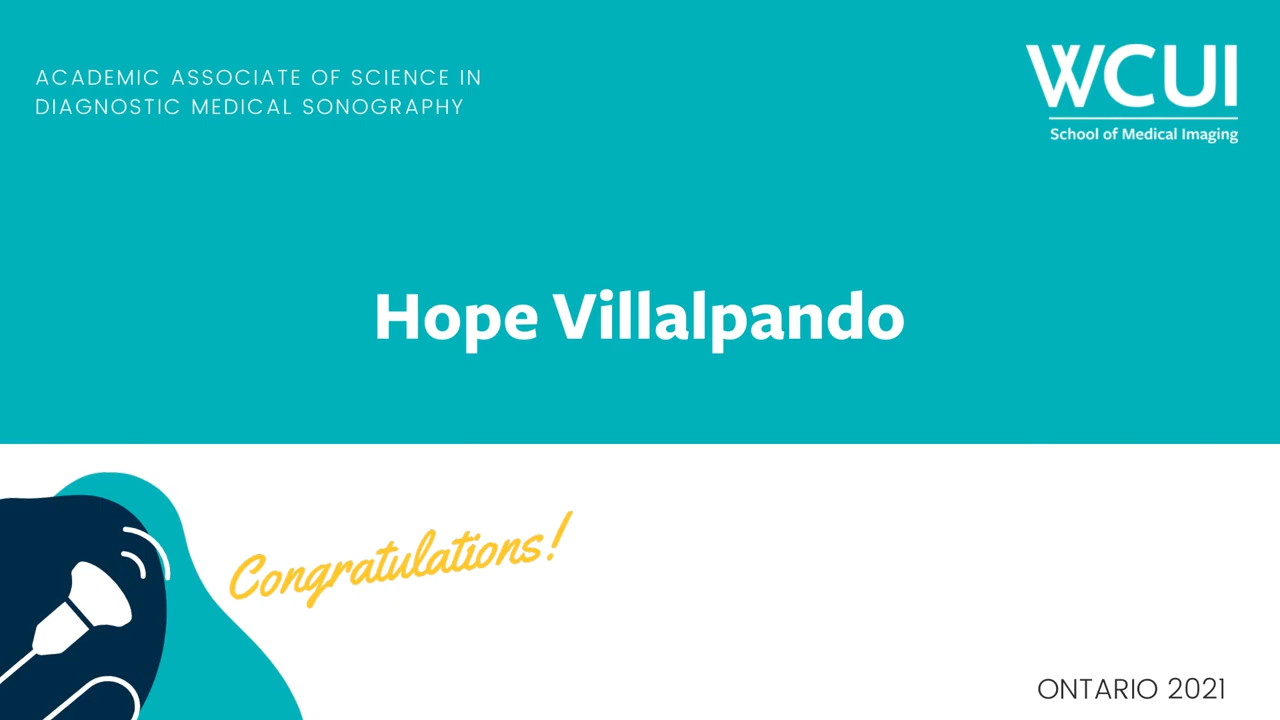 ACADEMIC ASSOCIATE OF SCIENCE IN
DIAGNOSTIC MEDICAL SONOGRAPHY
WCUI
School of Medical Imaging
Hope Villalpando
Congratulations!
ONTARIO 2021